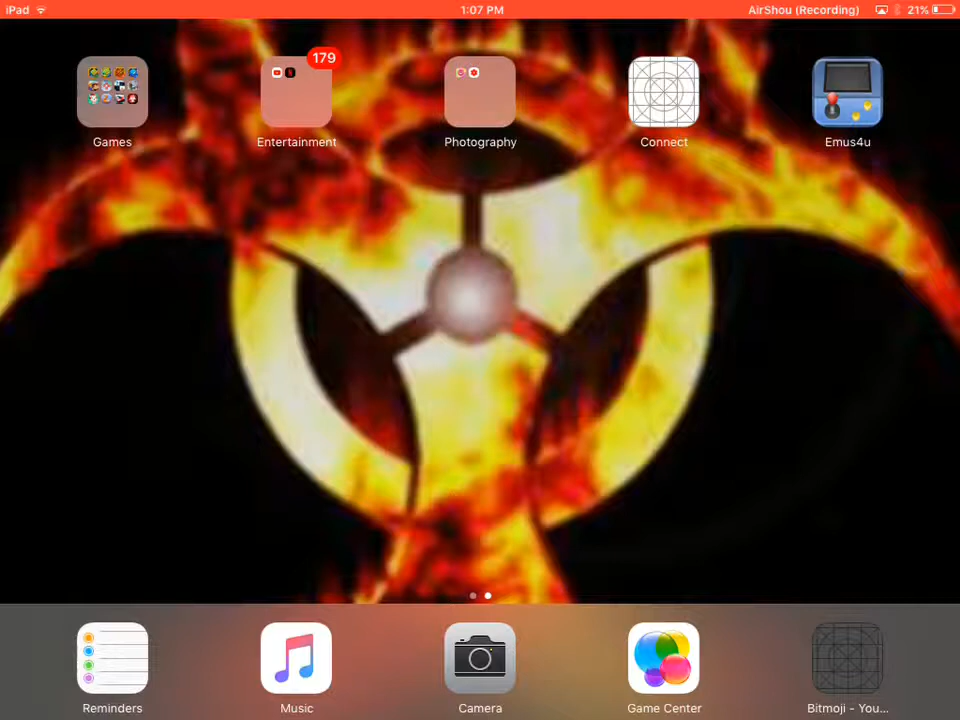 iPad 1:07 PM AirShou (Recording) 21%
179
Games Entertainment Photography Connect Emus4u
Reminders Music Camera Game Center Bitmoji - You...